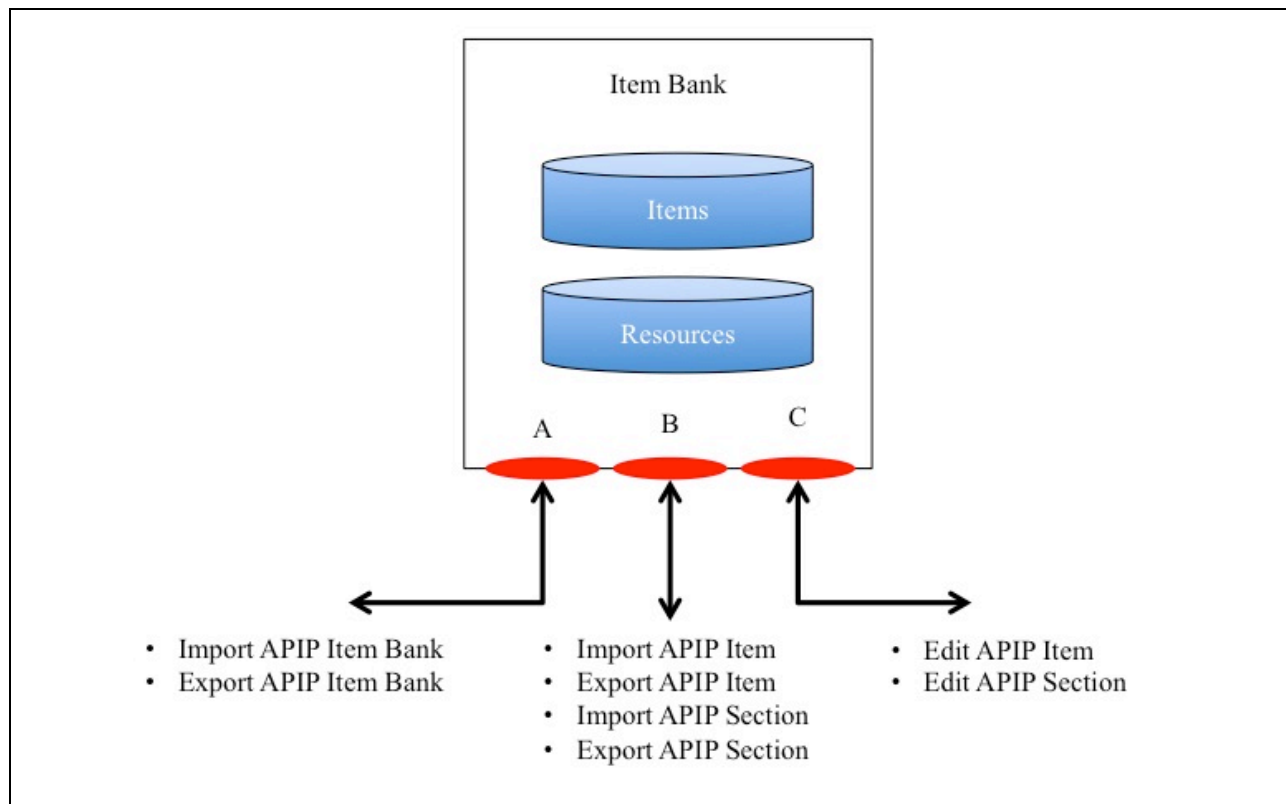 Item Bank
Items
Resources
A
B
C
• Import APIP Item Bank
• Export APIP Item Bank
• Import APIP Item
• Export APIP Item
• Import APIP Section
• Export APIP Section
• Edit APIP Item
• Edit APIP Section